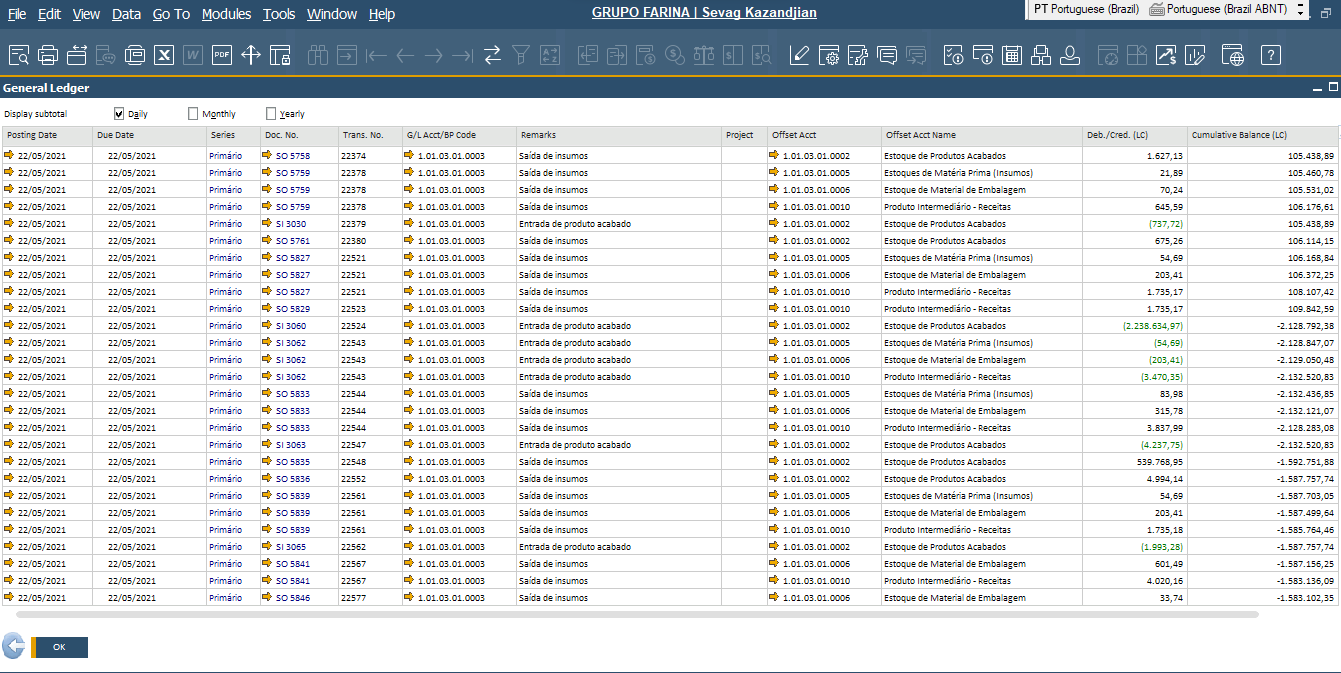 File Edit View Data Go To Modules Tools Window Help GRUPO FARINA | Sevag Kazandjian PT Portuguese (Brazil) Portuguese (Brazil ABNT)
General Ledger
Display subtotal Daily Monthly Yearly
Posting Date Due Date Series Doc. No. Trans. No. G/L Acct/BP Code Remarks Project Offset Acct Offset Acct Name Deb./Cred. (LC) Cumulative Balance (LC)
22/05/2021 22/05/2021 Primário SO 5758 22374 1.01.03.01.0003 Saída de insumos 1.01.03.01.0002 Estoque de Produtos Acabados 1.627,13 105.438,89
22/05/2021 22/05/2021 Primário SO 5759 22378 1.01.03.01.0003 Saída de insumos 1.01.03.01.0005 Estoques de Matéria Prima (Insumos) 21,89 105.460,78
22/05/2021 22/05/2021 Primário SO 5759 22378 1.01.03.01.0003 Saída de insumos 1.01.03.01.0006 Estoque de Material de Embalagem 70,24 105.531,02
22/05/2021 22/05/2021 Primário SO 5759 22378 1.01.03.01.0003 Saída de insumos 1.01.03.01.0010 Produto Intermediário - Receitas 645,59 106.176,61
22/05/2021 22/05/2021 Primário SI 3030 22379 1.01.03.01.0003 Entrada de produto acabado 1.01.03.01.0002 Estoque de Produtos Acabados (737,72) 105.438,89
22/05/2021 22/05/2021 Primário SO 5761 22380 1.01.03.01.0003 Saída de insumos 1.01.03.01.0002 Estoque de Produtos Acabados 675,26 106.114,15
22/05/2021 22/05/2021 Primário SO 5827 22521 1.01.03.01.0003 Saída de insumos 1.01.03.01.0005 Estoques de Matéria Prima (Insumos) 54,69 106.168,84
22/05/2021 22/05/2021 Primário SO 5827 22521 1.01.03.01.0003 Saída de insumos 1.01.03.01.0006 Estoque de Material de Embalagem 203,41 106.372,25
22/05/2021 22/05/2021 Primário SO 5827 22521 1.01.03.01.0003 Saída de insumos 1.01.03.01.0010 Produto Intermediário - Receitas 1.735,17 108.107,42
22/05/2021 22/05/2021 Primário SO 5829 22523 1.01.03.01.0003 Saída de insumos 1.01.03.01.0010 Produto Intermediário - Receitas 1.735,17 109.842,59
22/05/2021 22/05/2021 Primário SI 3060 22524 1.01.03.01.0003 Entrada de produto acabado 1.01.03.01.0002 Estoque de Produtos Acabados (2.238.634,97) -2.128.792,38
22/05/2021 22/05/2021 Primário SI 3062 22543 1.01.03.01.0003 Entrada de produto acabado 1.01.03.01.0005 Estoques de Matéria Prima (Insumos) (54,69) -2.128.847,07
22/05/2021 22/05/2021 Primário SI 3062 22543 1.01.03.01.0003 Entrada de produto acabado 1.01.03.01.0006 Estoque de Material de Embalagem (203,41) -2.129.050,48
22/05/2021 22/05/2021 Primário SI 3062 22543 1.01.03.01.0003 Entrada de produto acabado 1.01.03.01.0010 Produto Intermediário - Receitas (3.470,35) -2.132.520,83
22/05/2021 22/05/2021 Primário SO 5833 22544 1.01.03.01.0003 Saída de insumos 1.01.03.01.0005 Estoques de Matéria Prima (Insumos) 83,98 -2.132.436,85
22/05/2021 22/05/2021 Primário SO 5833 22544 1.01.03.01.0003 Saída de insumos 1.01.03.01.0006 Estoque de Material de Embalagem 315,78 -2.132.121,07
22/05/2021 22/05/2021 Primário SO 5833 22544 1.01.03.01.0003 Saída de insumos 1.01.03.01.0010 Produto Intermediário - Receitas 3.837,99 -2.128.283,08
22/05/2021 22/05/2021 Primário SI 3063 22547 1.01.03.01.0003 Entrada de produto acabado 1.01.03.01.0002 Estoque de Produtos Acabados (4.237,75) -2.132.520,83
22/05/2021 22/05/2021 Primário SO 5835 22548 1.01.03.01.0003 Saída de insumos 1.01.03.01.0002 Estoque de Produtos Acabados 539.768,95 -1.592.751,88
22/05/2021 22/05/2021 Primário SO 5836 22552 1.01.03.01.0003 Saída de insumos 1.01.03.01.0002 Estoque de Produtos Acabados 4.994,14 -1.587.757,74
22/05/2021 22/05/2021 Primário SO 5839 22561 1.01.03.01.0003 Saída de insumos 1.01.03.01.0005 Estoques de Matéria Prima (Insumos) 54,69 -1.587.703,05
22/05/2021 22/05/2021 Primário SO 5839 22561 1.01.03.01.0003 Saída de insumos 1.01.03.01.0006 Estoque de Material de Embalagem 203,41 -1.587.499,64
22/05/2021 22/05/2021 Primário SO 5839 22561 1.01.03.01.0003 Saída de insumos 1.01.03.01.0010 Produto Intermediário - Receitas 1.735,18 -1.585.764,46
22/05/2021 22/05/2021 Primário SI 3065 22562 1.01.03.01.0003 Entrada de produto acabado 1.01.03.01.0002 Estoque de Produtos Acabados (1.993,28) -1.587.757,74
22/05/2021 22/05/2021 Primário SO 5841 22567 1.01.03.01.0003 Saída de insumos 1.01.03.01.0006 Estoque de Material de Embalagem 601,49 -1.587.156,25
22/05/2021 22/05/2021 Primário SO 5841 22567 1.01.03.01.0003 Saída de insumos 1.01.03.01.0010 Produto Intermediário - Receitas 4.020,16 -1.583.136,09
22/05/2021 22/05/2021 Primário SO 5846 22577 1.01.03.01.0003 Saída de insumos 1.01.03.01.0006 Estoque de Material de Embalagem 33,74 -1.583.102,35
OK